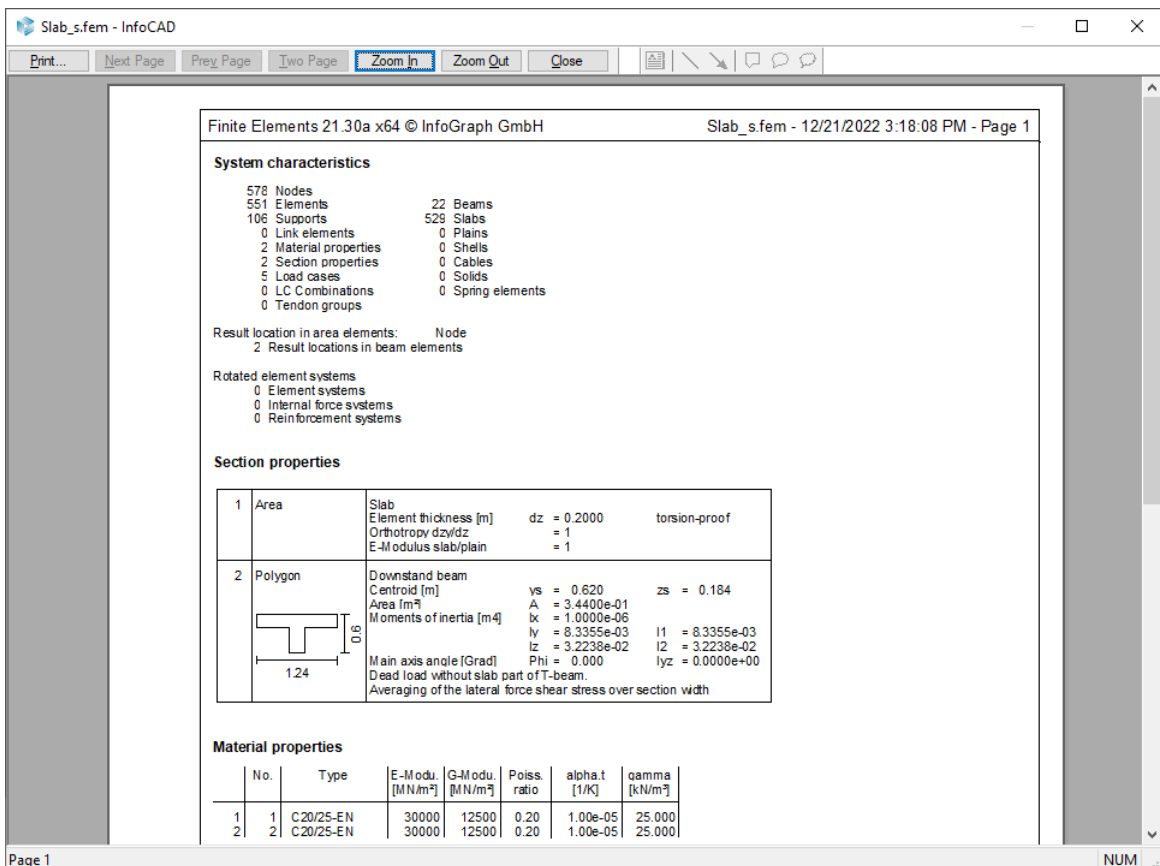 Slab_s.fem - InfoCAD
Print... Next Page Prev Page Two Page Zoom In Zoom Out Close
Finite Elements 21.30a x64 © InfoGraph GmbH Slab_s.fem - 12/21/2022 3:18:08 PM - Page 1
System characteristics
578 Nodes
551 Elements 22 Beams
106 Supports 529 Slabs
0 Link elements 0 Plains
2 Material properties 0 Shells
2 Section properties 0 Cables
5 Load cases 0 Solids
0 LC Combinations 0 Spring elements
0 Tendon groups
Result location in area elements: Node
2 Result locations in beam elements
Rotated element systems
0 Element systems
0 Internal force systems
0 Reinforcement systems
Section properties
1 Area Slab
Element thickness [m] dz = 0.2000 torsion-proof
Orthotropy dzy/dz = 1
E-Modulus slab/plain = 1
2 Polygon Downstand beam
Centroid [m] ys = 0.620 zs = 0.184
Area [m²] A = 3.4400e-01
Moments of inertia [m4] Ix = 1.0000e-06
Iy = 8.3355e-03 I1 = 8.3355e-03
Iz = 3.2238e-02 I2 = 3.2238e-02
Main axis angle [Grad] Phi = 0.000 Iyz = 0.0000e+00
Dead load without slab part of T-beam.
Averaging of the lateral force shear stress over section width
0.6
1.24
Material properties
No. Type E-Modu. G-Modu. Poiss. alpha.t gamma
[MN/m²] [MN/m²] ratio [1/K] [kN/m³]
1 1 C20/25-EN 30000 12500 0.20 1.00e-05 25.000
2 2 C20/25-EN 30000 12500 0.20 1.00e-05 25.000
Page 1 NUM